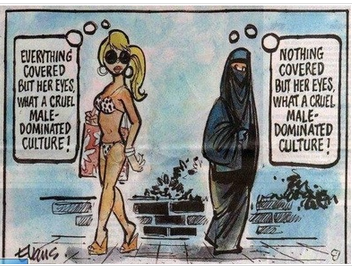 EVERYTHING
COVERED
BUT HER EYES,
WHAT A CRUEL
MALE-
DOMINATED
CULTURE!
NOTHING
COVERED
BUT HER EYES,
WHAT A CRUEL
MALE-
DOMINATED
CULTURE!
Evans.